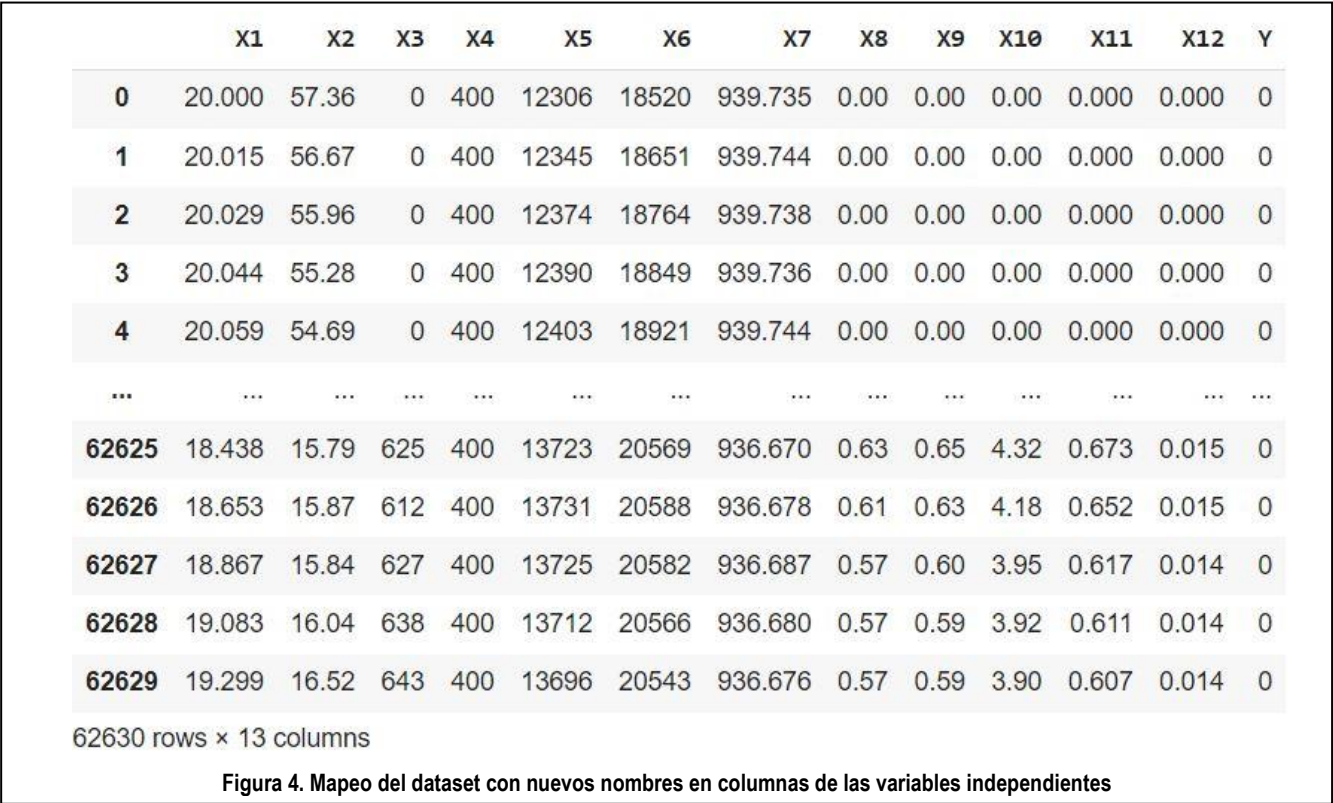 X1 X2 X3 X4 X5 X6 X7 X8 X9 X10 X11 X12 Y
0 20.000 57.36 0 400 12306 18520 939.735 0.00 0.00 0.00 0.000 0.000 0
1 20.015 56.67 0 400 12345 18651 939.744 0.00 0.00 0.00 0.000 0.000 0
2 20.029 55.96 0 400 12374 18764 939.738 0.00 0.00 0.00 0.000 0.000 0
3 20.044 55.28 0 400 12390 18849 939.736 0.00 0.00 0.00 0.000 0.000 0
4 20.059 54.69 0 400 12403 18921 939.744 0.00 0.00 0.00 0.000 0.000 0
... ... ... ... ... ... ... ... ... ... ... ... ... ...
62625 18.438 15.79 625 400 13723 20569 936.670 0.63 0.65 4.32 0.673 0.015 0
62626 18.653 15.87 612 400 13731 20588 936.678 0.61 0.63 4.18 0.652 0.015 0
62627 18.867 15.84 627 400 13725 20582 936.687 0.57 0.60 3.95 0.617 0.014 0
62628 19.083 16.04 638 400 13712 20566 936.680 0.57 0.59 3.92 0.611 0.014 0
62629 19.299 16.52 643 400 13696 20543 936.676 0.57 0.59 3.90 0.607 0.014 0
62630 rows × 13 columns
Figura 4. Mapeo del dataset con nuevos nombres en columnas de las variables independientes